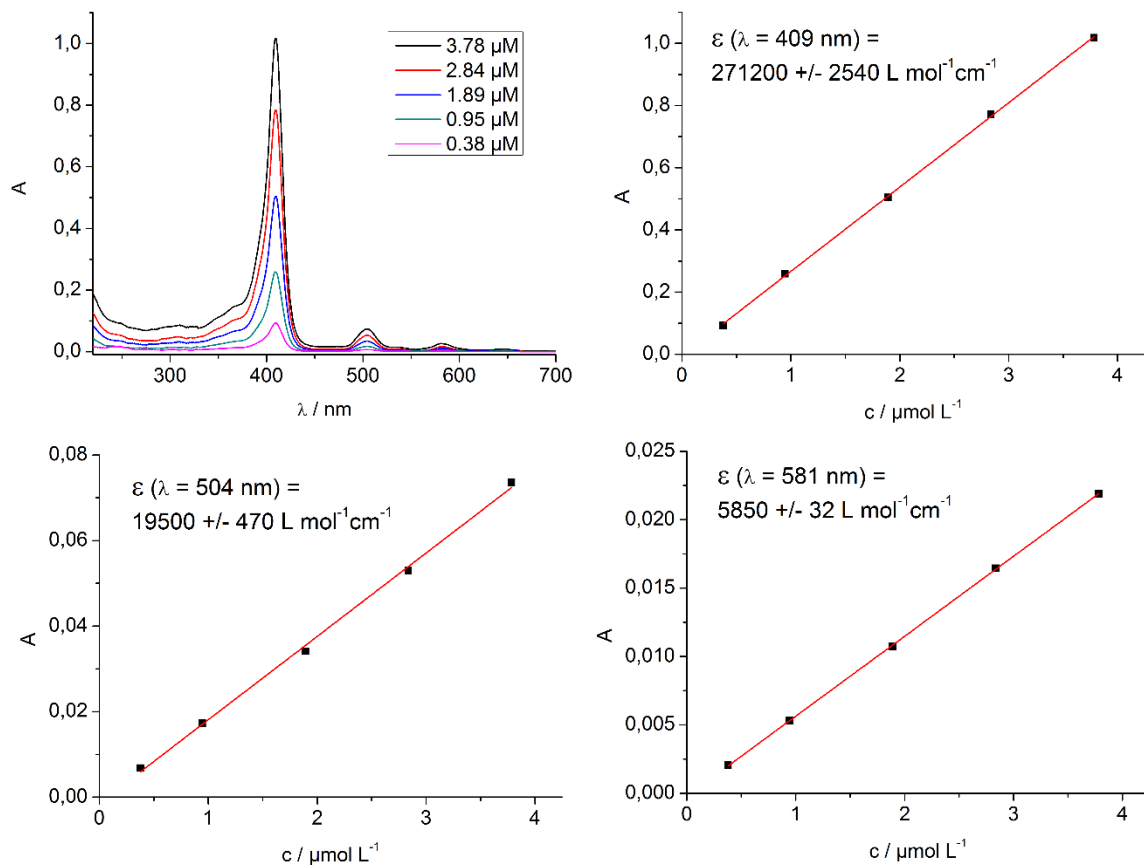 1,0
0,8
0,6
0,4
0,2
0,0
A
3.78 µM
2.84 µM
1.89 µM
0.95 µM
0.38 µM
300 400 500 600 700
λ / nm
1,0
0,8
0,6
0,4
0,2
0,0
A
ε (λ = 409 nm) =
271200 +/- 2540 L mol⁻¹cm⁻¹
0 1 2 3 4
c / µmol L⁻¹
0,08
0,06
0,04
0,02
0,00
A
ε (λ = 504 nm) =
19500 +/- 470 L mol⁻¹cm⁻¹
0 1 2 3 4
c / µmol L⁻¹
0,025
0,020
0,015
0,010
0,005
0,000
A
ε (λ = 581 nm) =
5850 +/- 32 L mol⁻¹cm⁻¹
0 1 2 3 4
c / µmol L⁻¹